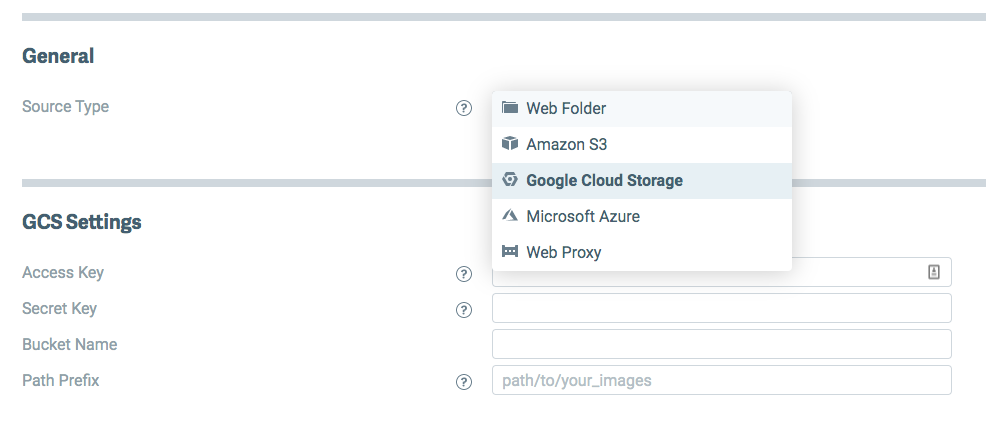 General
Source Type ?
Web Folder
Amazon S3
Google Cloud Storage
Microsoft Azure
Web Proxy
GCS Settings
Access Key ?
Secret Key ?
Bucket Name
Path Prefix ? path/to/your_images